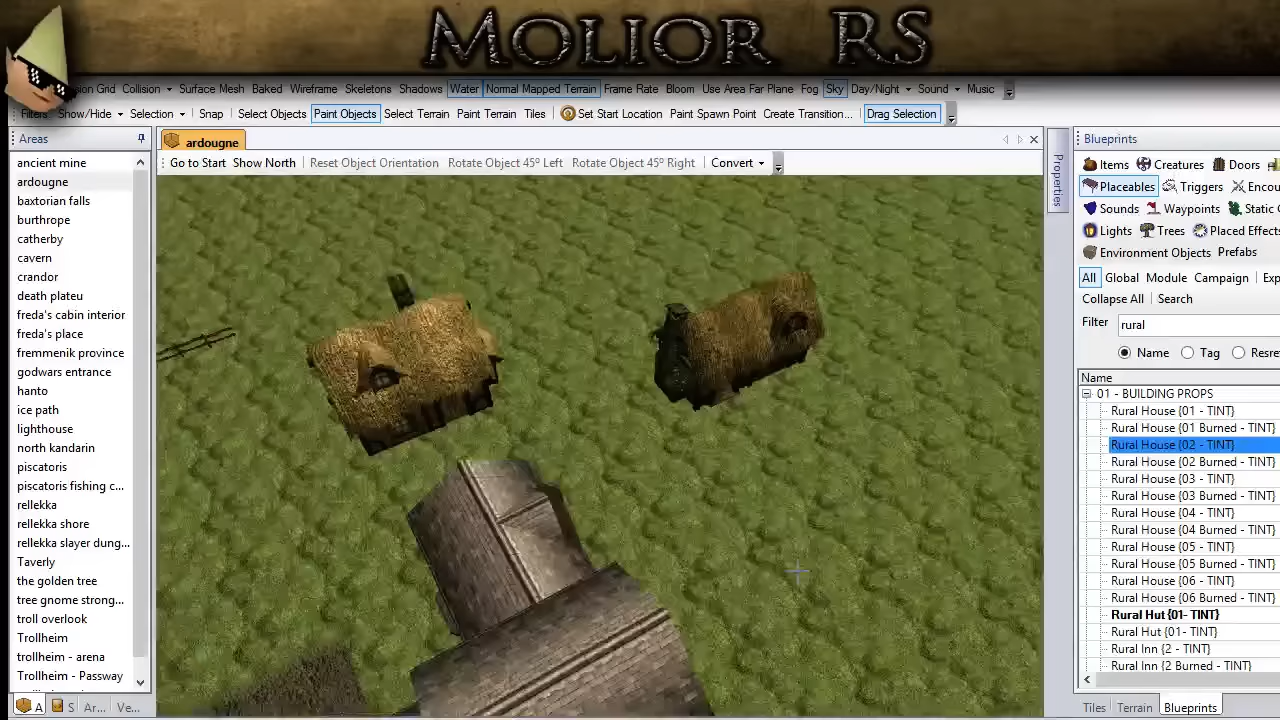 MOLIOR RS
Collision Surface Mesh Baked Wireframe Skeletons Shadows Water Normal Mapped Terrain Frame Rate Bloom Use Area Far Plane Fog Sky Day/Night Sound Music
Filters Show/Hide Selection Snap Select Objects Paint Objects Select Terrain Paint Terrain Tiles Set Start Location Paint Spawn Point Create Transition... Drag Selection
Areas
ardougne
Go to Start Show North Reset Object Orientation Rotate Object 45º Left Rotate Object 45º Right Convert
ancient mine
ardougne
baxtorian falls
burthrope
catherby
cavern
crandor
death plateu
freda's cabin interior
freda's place
fremmenik province
godwars entrance
hanto
ice path
lighthouse
north kandarin
piscatoris
piscatoris fishing c...
rellekka
rellekka shore
rellekka slayer dung...
Taverly
the golden tree
tree gnome strong...
troll overlook
Trollheim
trollheim - arena
Trollheim - Passway
A S Ar... Ve...
Properties
Blueprints
Items Creatures Doors
Placeables Triggers Encou
Sounds Waypoints Static
Lights Trees Placed Effects
Environment Objects Prefabs
All Global Module Campaign Exp
Collapse All Search
Filter rural
Name Tag Resre
Name
01 - BUILDING PROPS
Rural House {01 - TINT}
Rural House {01 Burned - TINT}
Rural House {02 - TINT}
Rural House {02 Burned - TINT}
Rural House {03 - TINT}
Rural House {03 Burned - TINT}
Rural House {04 - TINT}
Rural House {04 Burned - TINT}
Rural House {05 - TINT}
Rural House {05 Burned - TINT}
Rural House {06 - TINT}
Rural House {06 Burned - TINT}
Rural Hut {01- TINT}
Rural Hut {01- TINT}
Rural Inn {2 - TINT}
Rural Inn {2 Burned - TINT}
Tiles Terrain Blueprints